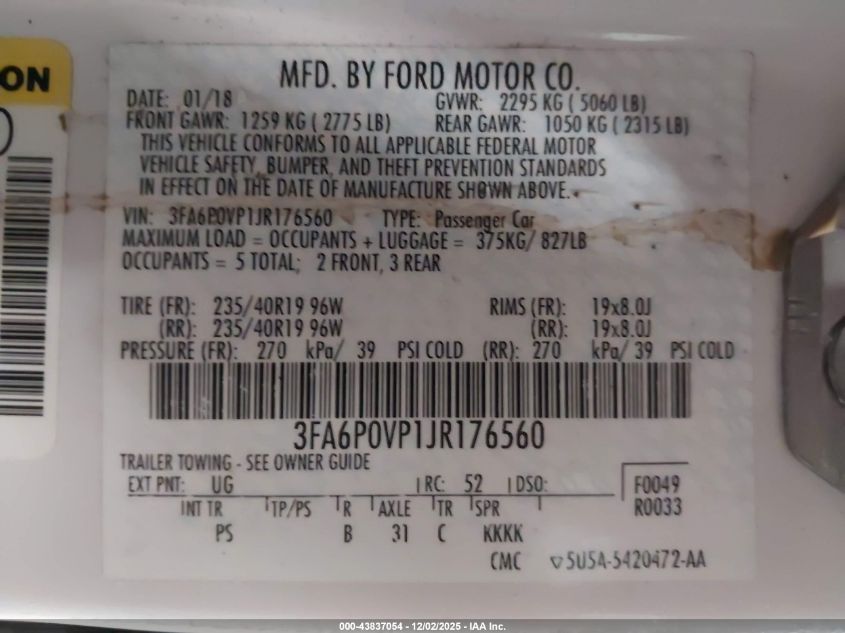 ON
MFD. BY FORD MOTOR CO.
DATE: 01/18 GVWR: 2295 KG ( 5060 LB)
FRONT GAWR: 1259 KG ( 2775 LB) REAR GAWR: 1050 KG ( 2315 LB)
THIS VEHICLE CONFORMS TO ALL APPLICABLE FEDERAL MOTOR
VEHICLE SAFETY, BUMPER, AND THEFT PREVENTION STANDARDS
IN EFFECT ON THE DATE OF MANUFACTURE SHOWN ABOVE.
VIN: 3FA6P0VP1JR176560 TYPE: Passenger Car
MAXIMUM LOAD = OCCUPANTS + LUGGAGE = 375KG/ 827LB
OCCUPANTS = 5 TOTAL; 2 FRONT, 3 REAR
TIRE (FR): 235/40R19 96W RIMS (FR): 19x8.0J
(RR): 235/40R19 96W (RR): 19x8.0J
PRESSURE (FR): 270 kPa/ 39 PSI COLD (RR): 270 kPa/ 39 PSI COLD
3FA6P0VP1JR176560
TRAILER TOWING - SEE OWNER GUIDE
EXT PNT: UG RC: 52 DSO: F0049
R0033
INT TR TP/PS R AXLE TR SPR
PS B 31 C KKKK
CMC ▽5U5A-5420472-AA
000-43837054 - 12/02/2025 - IAA Inc.